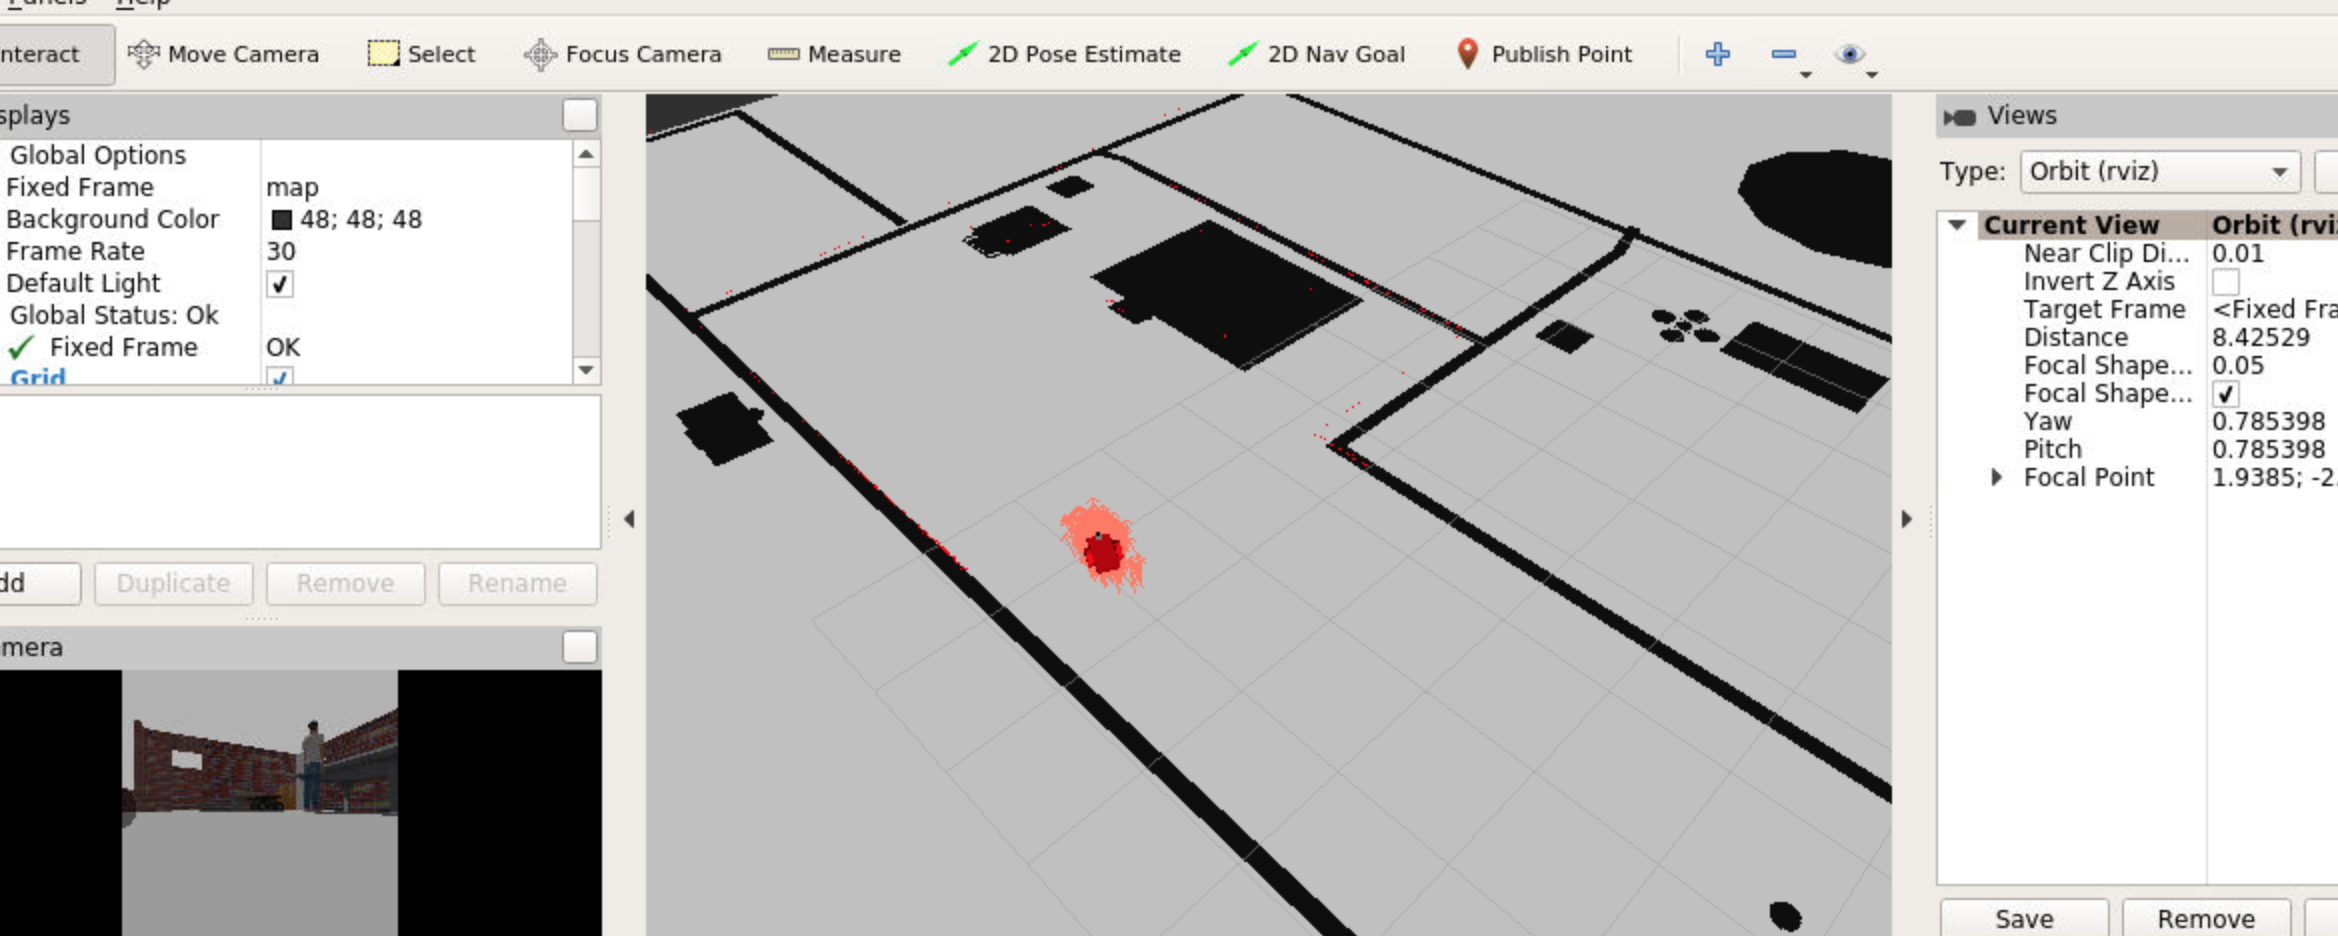 Panels Help
nteract Move Camera Select Focus Camera Measure 2D Pose Estimate 2D Nav Goal Publish Point
splays
Global Options
Fixed Frame map
Background Color 48; 48; 48
Frame Rate 30
Default Light
Global Status: Ok
Fixed Frame OK
Grid
dd Duplicate Remove Rename
mera
Views
Type: Orbit (rviz)
Current View Orbit (rvi
Near Clip Di... 0.01
Invert Z Axis
Target Frame <Fixed Fra
Distance 8.42529
Focal Shape... 0.05
Focal Shape...
Yaw 0.785398
Pitch 0.785398
Focal Point 1.9385; -2.
Save Remove